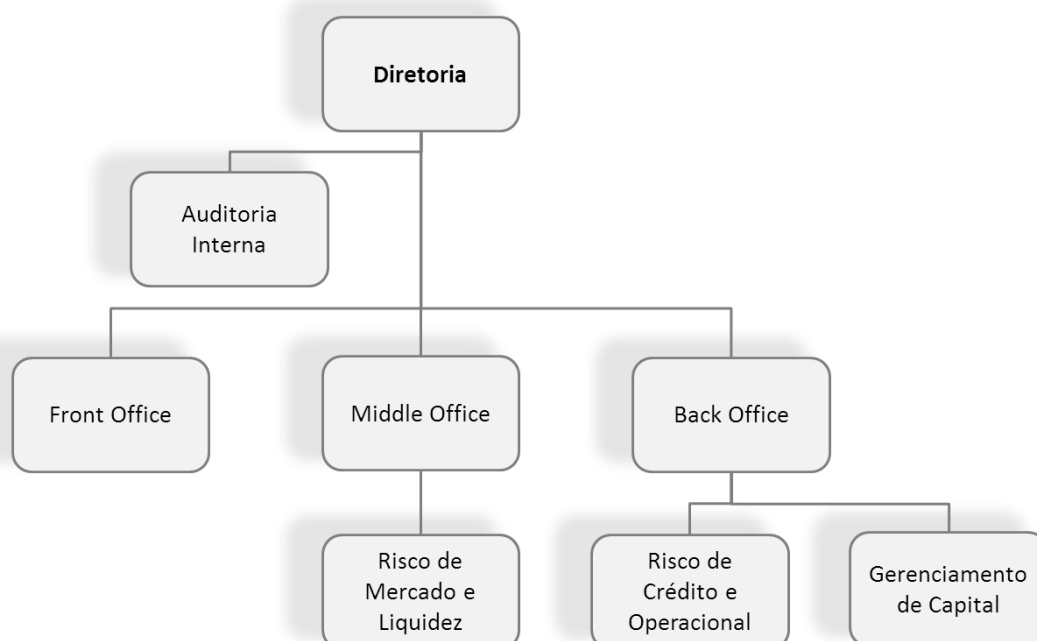 Diretoria
Auditoria
Interna
Front Office
Middle Office
Back Office
Risco de
Mercado e
Liquidez
Risco de
Crédito e
Operacional
Gerenciamento
de Capital